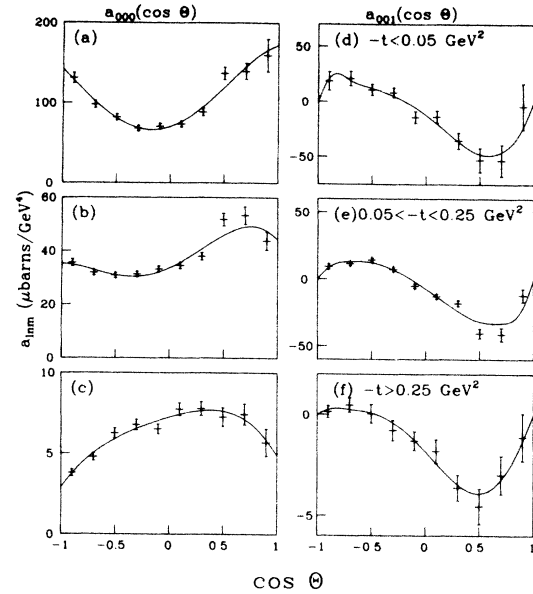 a₀₀₀(cos Θ)
a₀₀₁(cos Θ)
(a)
200
100
0
(d) −t<0.05 GeV²
50
0
−50
(b)
60
40
20
0
(e)0.05<−t<0.25 GeV²
50
0
−50
aₗₙₘ (μbarns/GeV⁴)
(c)
10
5
0
(f) −t>0.25 GeV²
0
−5
−1 −0.5 0 0.5 1
−1 −0.5 0 0.5 1
cos Θ